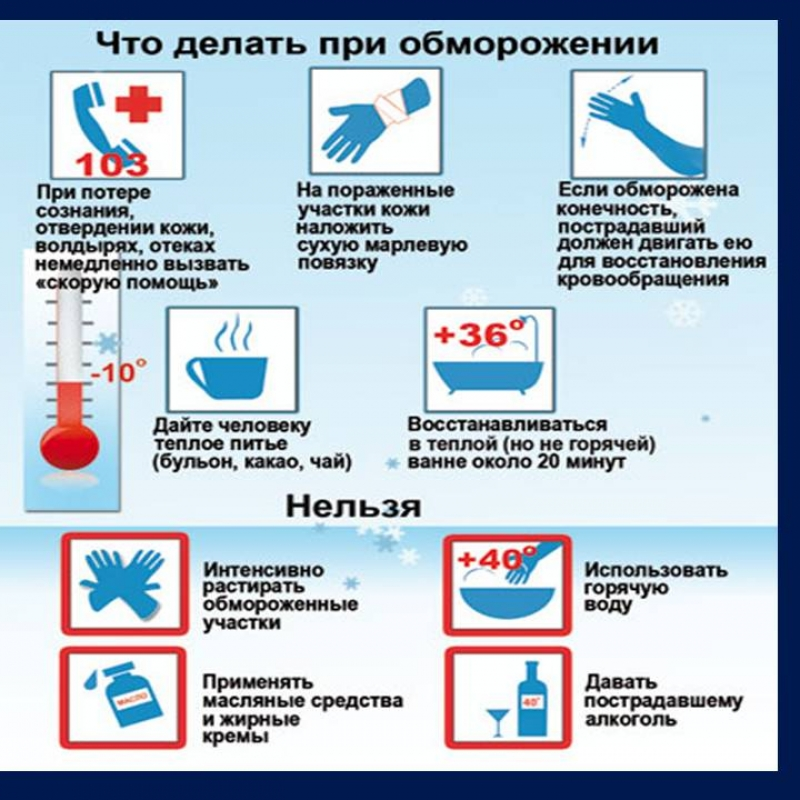 Что делать при обморожении
103
При потере
сознания,
отвердении кожи,
волдырях, отеках
немедленно вызвать
«скорую помощь»
На пораженные
участки кожи
наложить
сухую марлевую
повязку
Если обморожена
конечность,
пострадавший
должен двигать ею
для восстановления
кровообращения
-10°
Дайте человеку
теплое питье
(бульон, какао, чай)
+36°
Восстанавливаться
в теплой (но не горячей)
ванне около 20 минут
Нельзя
Интенсивно
растирать
обмороженные
участки
+40°
Использовать
горячую
воду
МАСЛО
Применять
масляные средства
и жирные
кремы
40°
Давать
пострадавшему
алкоголь